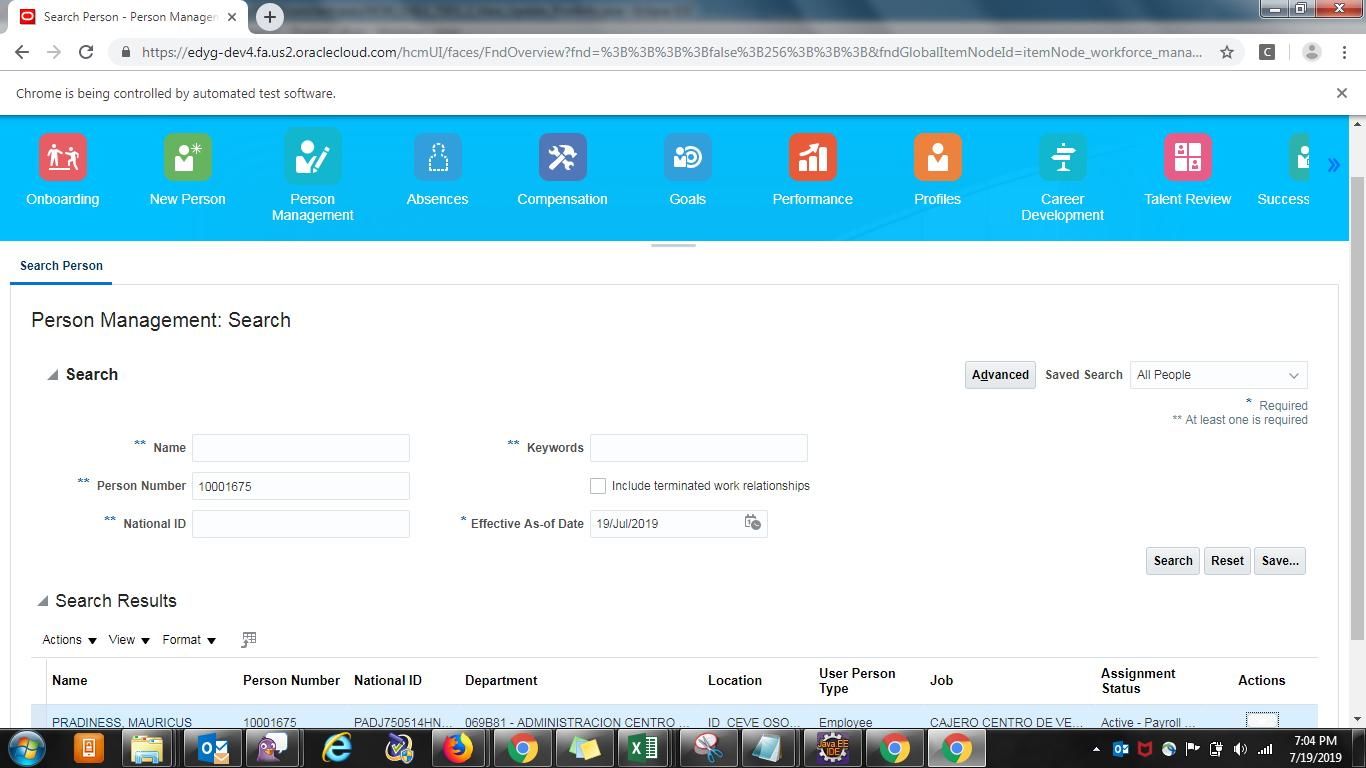 Search Person - Person Managem
https://edyg-dev4.fa.us2.oraclecloud.com/hcmUI/faces/FndOverview?fnd=%3B%3B%3B%3Bfalse%3B256%3B%3B%3B&fndGlobalItemNodeId=itemNode_workforce_mana...
C
Chrome is being controlled by automated test software.
Onboarding New Person Person Management Absences Compensation Goals Performance Profiles Career Development Talent Review Success
Search Person
Person Management: Search
Search
Advanced Saved Search All People
* Required
** At least one is required
** Name ** Keywords
** Person Number 10001675 Include terminated work relationships
** National ID * Effective As-of Date 19/Jul/2019
Search Reset Save...
Search Results
Actions View Format
Name Person Number National ID Department Location User Person Type Job Assignment Status Actions
PRADINESS, MAURICUS 10001675 PADJ750514HN... 069B81 - ADMINISTRACION CENTRO ... ID_CEVE OSO... Employee CAJERO CENTRO DE VE... Active - Payroll ...
Java EE
IDE
7:04 PM
7/19/2019